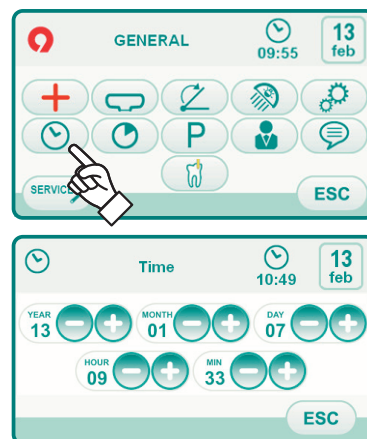 GENERAL
09:55
13
feb
P
SERVICE
ESC
Time
10:49
13
feb
YEAR
13
MONTH
01
DAY
07
HOUR
09
MIN
33
ESC